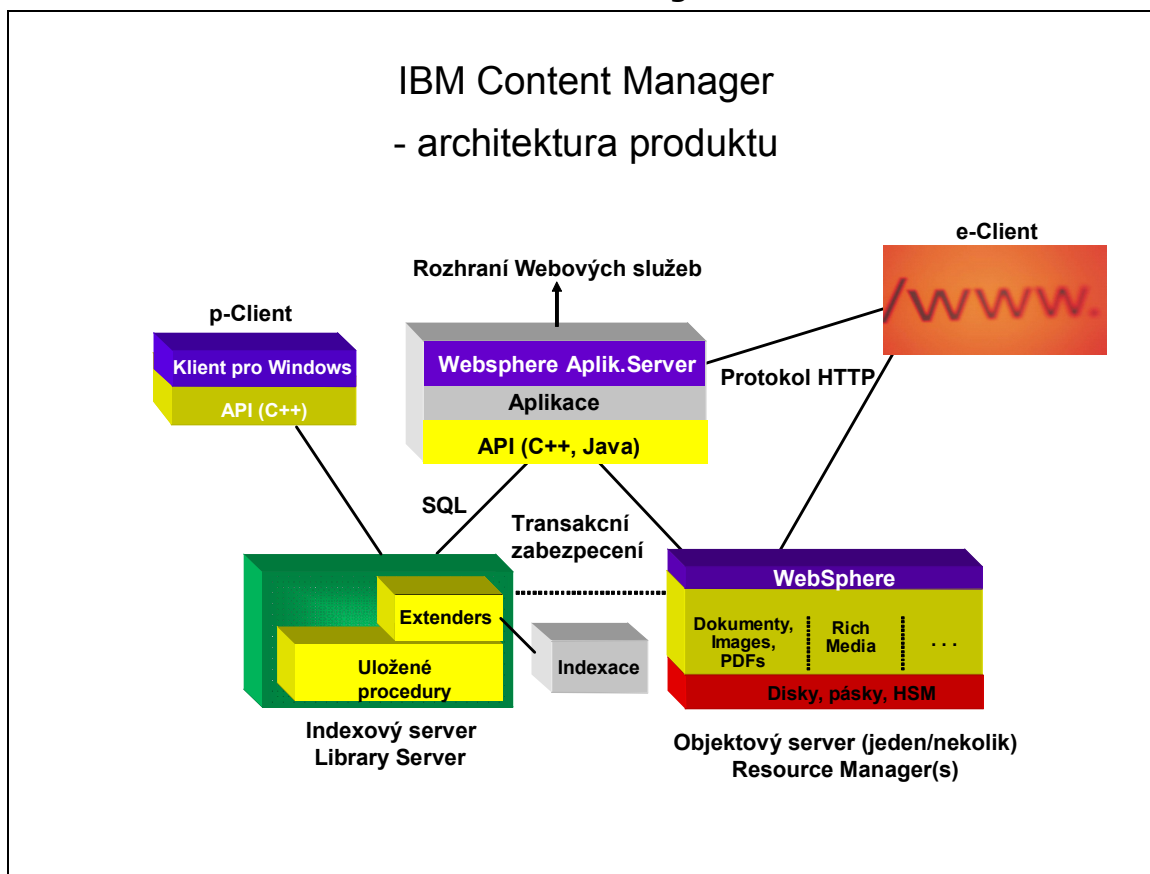 IBM Content Manager
- architektura produktu
e-Client
/www.
Rozhraní Webových služeb
p-Client
Klient pro Windows
API (C++)
Websphere Aplik.Server
Aplikace
API (C++, Java)
Protokol HTTP
SQL
Transakcní
zabezpecení
Extenders
Uložené
procedury
Indexace
WebSphere
Dokumenty,
Images,
PDFs
Rich
Media
. . .
Disky, pásky, HSM
Indexový server
Library Server
Objektový server (jeden/nekolik)
Resource Manager(s)